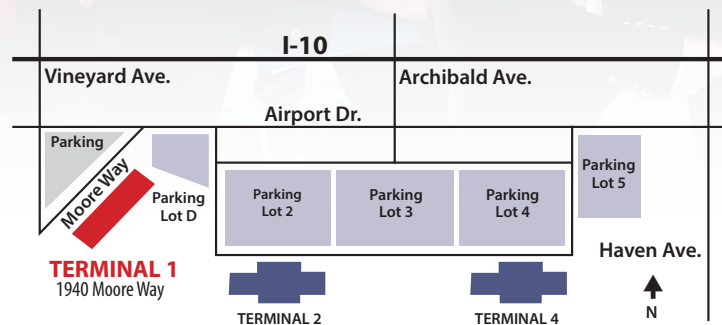 I-10
Vineyard Ave.
Archibald Ave.
Airport Dr.
Parking
Moore Way
Parking
Lot D
Parking
Lot 2
Parking
Lot 3
Parking
Lot 4
Parking
Lot 5
TERMINAL 1
1940 Moore Way
Haven Ave.
TERMINAL 2
TERMINAL 4
N